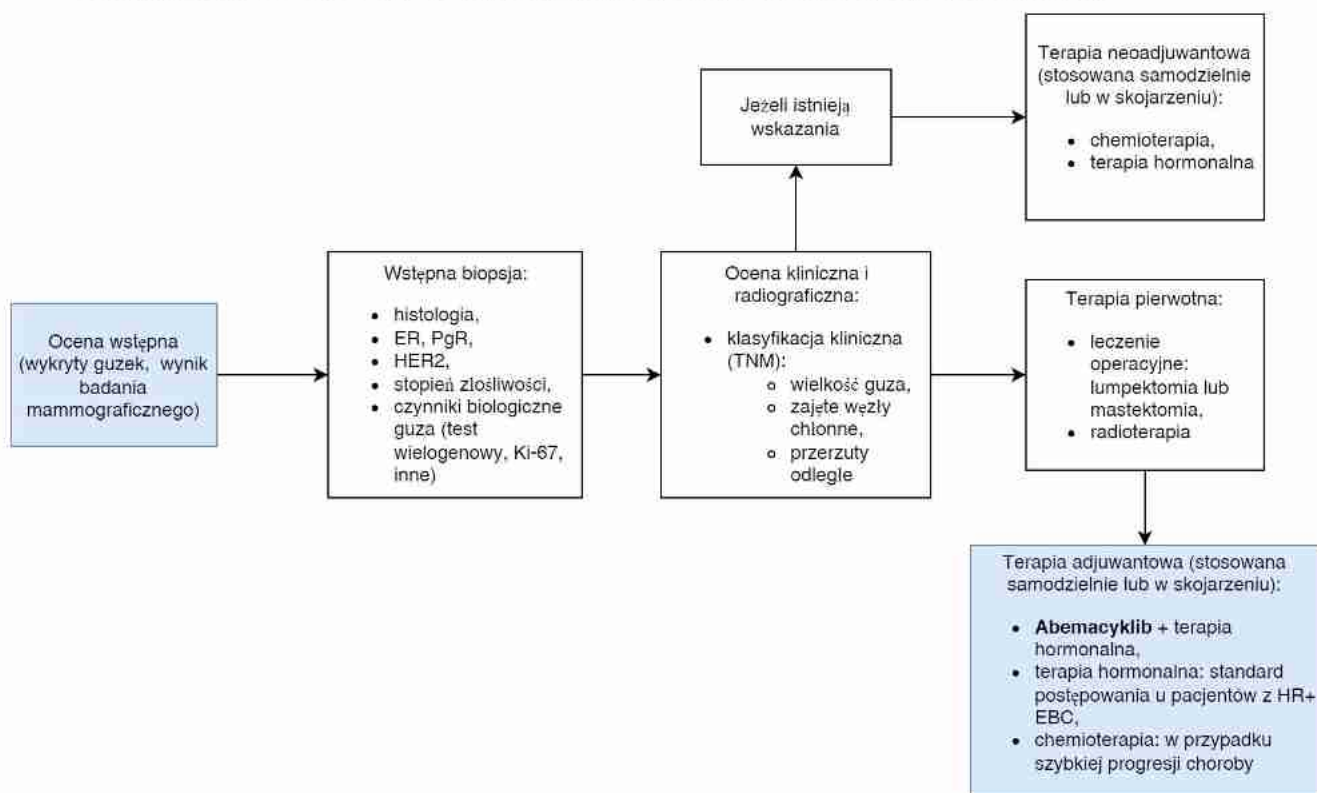 Ocena wstępna
(wykryty guzek, wynik
badania
mammograficznego)
Wstępna biopsja:
• histologia,
• ER, PgR,
• HER2,
• stopień złośliwości,
• czynniki biologiczne
guza (test
wielogenowy, Ki-67,
inne)
Ocena kliniczna i
radiograficzna:
• klasyfikacja kliniczna
(TNM):
o wielkość guza,
o zajęte węzły
chłonne,
o przerzuty
odległe
Jeżeli istnieją
wskazania
Terapia neoadjuwantowa
(stosowana samodzielnie
lub w skojarzeniu):
• chemioterapia,
• terapia hormonalna
Terapia pierwotna:
• leczenie
operacyjne:
lumpektomia lub
mastektomia,
• radioterapia
Terapia adjuwantowa (stosowana
samodzielnie lub w skojarzeniu):
• Abemacyklib + terapia
hormonalna,
• terapia hormonalna: standard
postępowania u pacjentów z HR+
EBC,
• chemioterapia: w przypadku
szybkiej progresji choroby